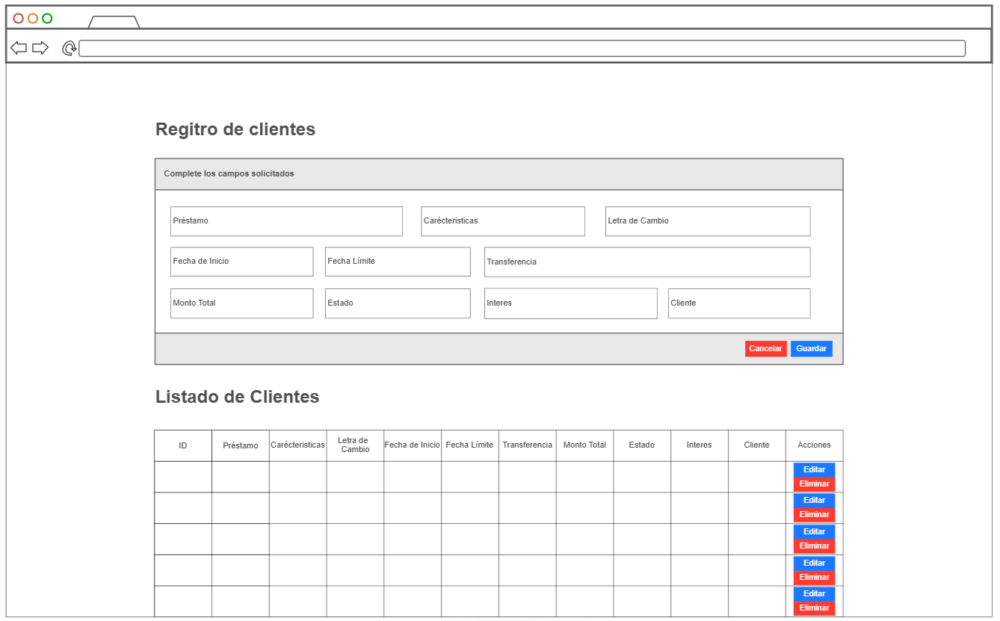 Regitro de clientes
Complete los campos solicitados
Préstamo
Carécteristicas
Letra de Cambio
Fecha de Inicio
Fecha Límite
Transferencia
Monto Total
Estado
Interes
Cliente
Cancelar
Guardar
Listado de Clientes
ID
Préstamo
Carécteristicas
Letra de
Cambio
Fecha de Inicio
Fecha Límite
Transferencia
Monto Total
Estado
Interes
Cliente
Acciones
Editar
Eliminar
Editar
Eliminar
Editar
Eliminar
Editar
Eliminar
Editar
Eliminar